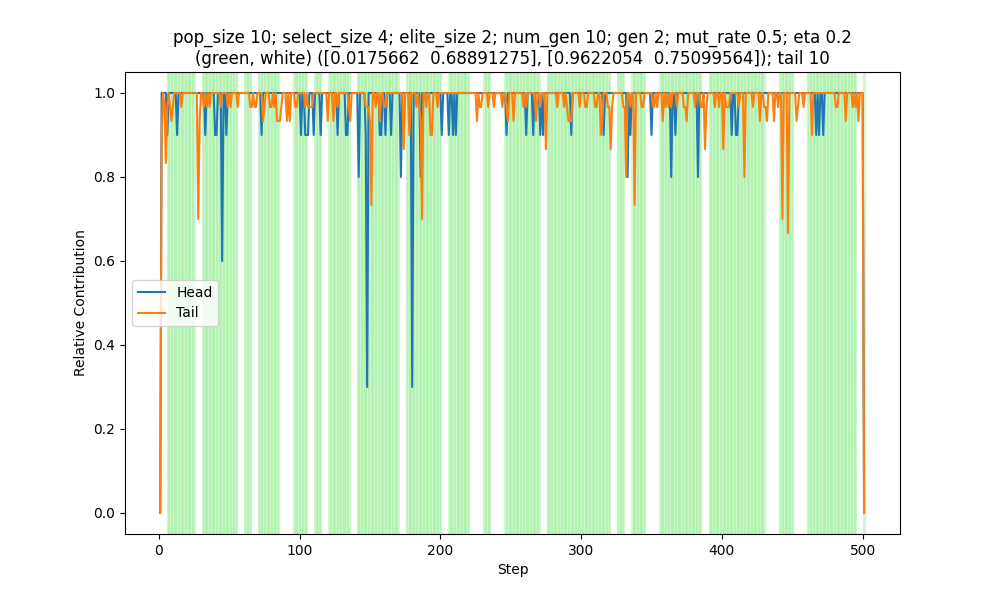 pop_size 10; select_size 4; elite_size 2; num_gen 10; gen 2; mut_rate 0.5; eta 0.2
(green, white) ([0.0175662  0.68891275], [0.9622054  0.75099564]); tail 10
1.0
0.8
0.6
0.4
0.2
0.0
Relative Contribution
Head
Tail
0
100
200
300
400
500
Step